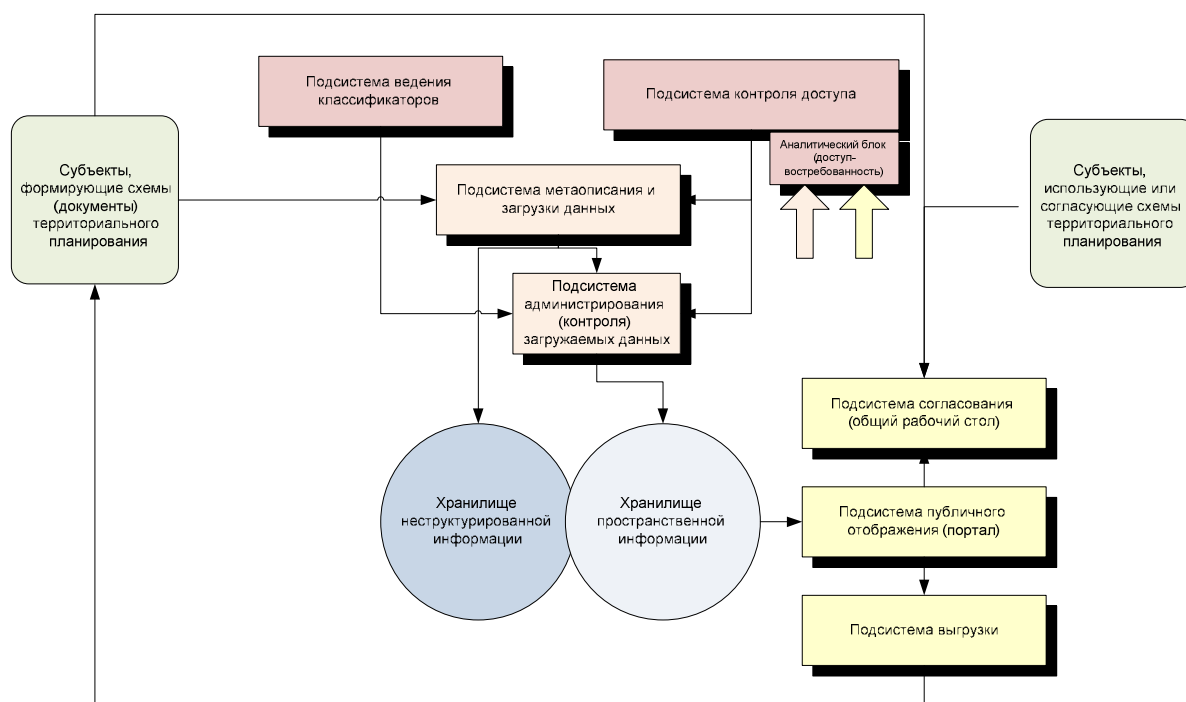 Подсистема ведения
классификаторов
Подсистема контроля доступа
Аналитический блок
(доступ-
востребованность)
Субъекты,
формирующие схемы
(документы)
территориального
планирования
Подсистема метаописания и
загрузки данных
Субъекты,
использующие или
согласующие схемы
территориального
планирования
Подсистема
администрирования
(контроля)
загружаемых данных
Подсистема согласования
(общий рабочий стол)
Хранилище
неструктурированной
информации
Хранилище
пространственной
информации
Подсистема публичного
отображения (портал)
Подсистема выгрузки